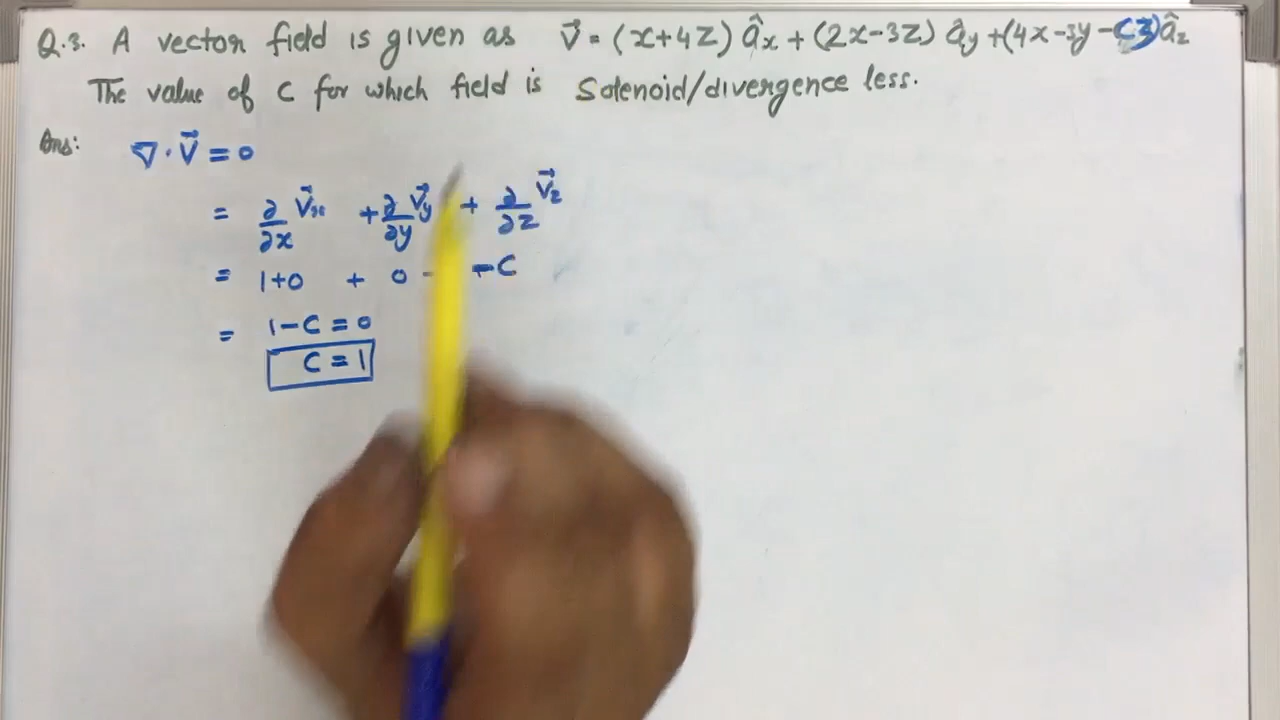 Q.3. A vector field is given as V⃗ = (x+4z) âx + (2x-3z) ây +(4x-3y-cz) âz
The value of C for which field is Solenoid/divergence less.
Ans: ∇·V⃗ = 0
= ∂/∂x V⃗x + ∂/∂y V⃗y + ∂/∂z V⃗z
= 1+0 + 0 - -C
= 1-C = 0
C = 1